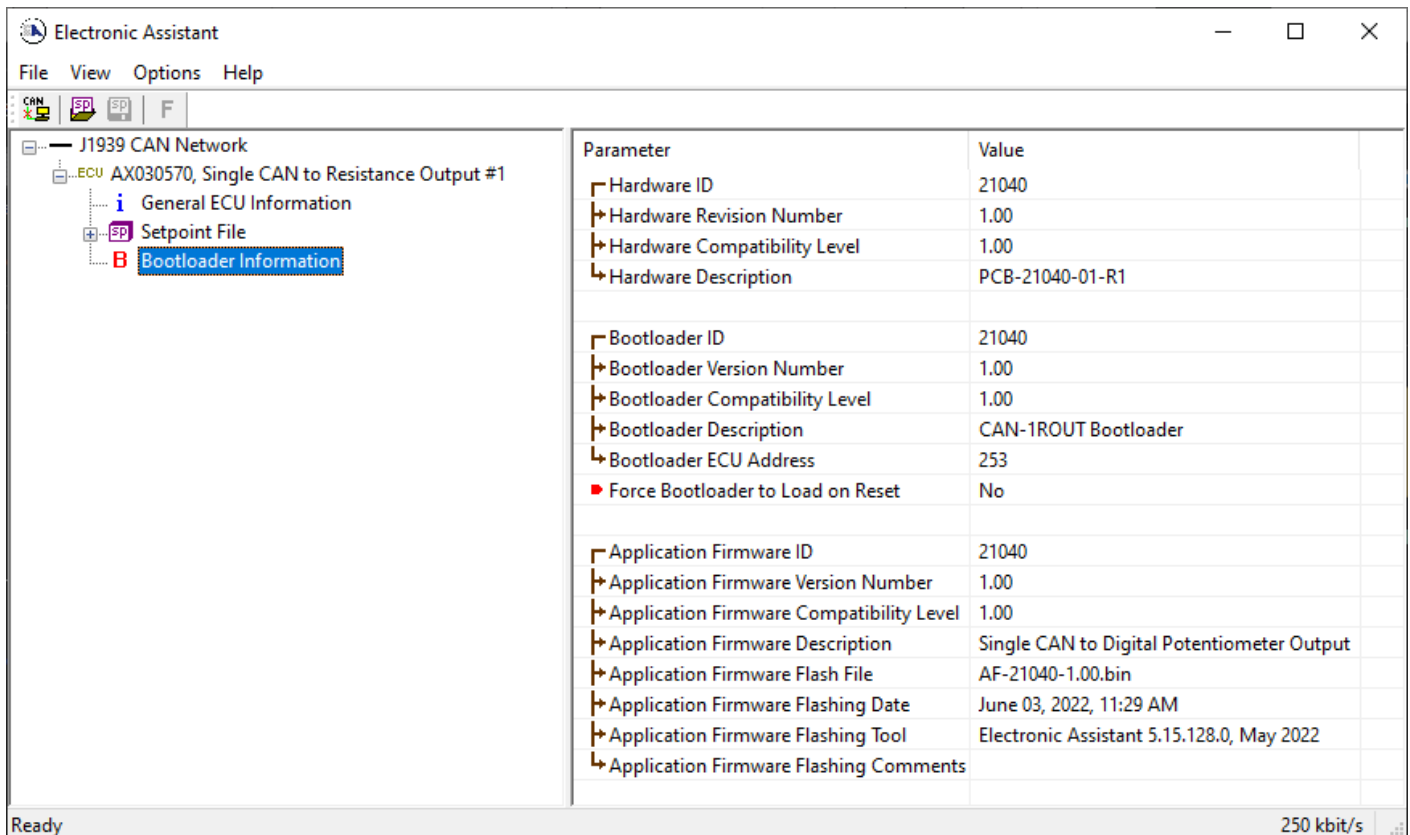 Electronic Assistant
File View Options Help
CAN SP SP F
J1939 CAN Network
ECU AX030570, Single CAN to Resistance Output #1
i General ECU Information
SP Setpoint File
B Bootloader Information
Parameter Value
Hardware ID 21040
Hardware Revision Number 1.00
Hardware Compatibility Level 1.00
Hardware Description PCB-21040-01-R1
Bootloader ID 21040
Bootloader Version Number 1.00
Bootloader Compatibility Level 1.00
Bootloader Description CAN-1ROUT Bootloader
Bootloader ECU Address 253
Force Bootloader to Load on Reset No
Application Firmware ID 21040
Application Firmware Version Number 1.00
Application Firmware Compatibility Level 1.00
Application Firmware Description Single CAN to Digital Potentiometer Output
Application Firmware Flash File AF-21040-1.00.bin
Application Firmware Flashing Date June 03, 2022, 11:29 AM
Application Firmware Flashing Tool Electronic Assistant 5.15.128.0, May 2022
Application Firmware Flashing Comments
Ready 250 kbit/s